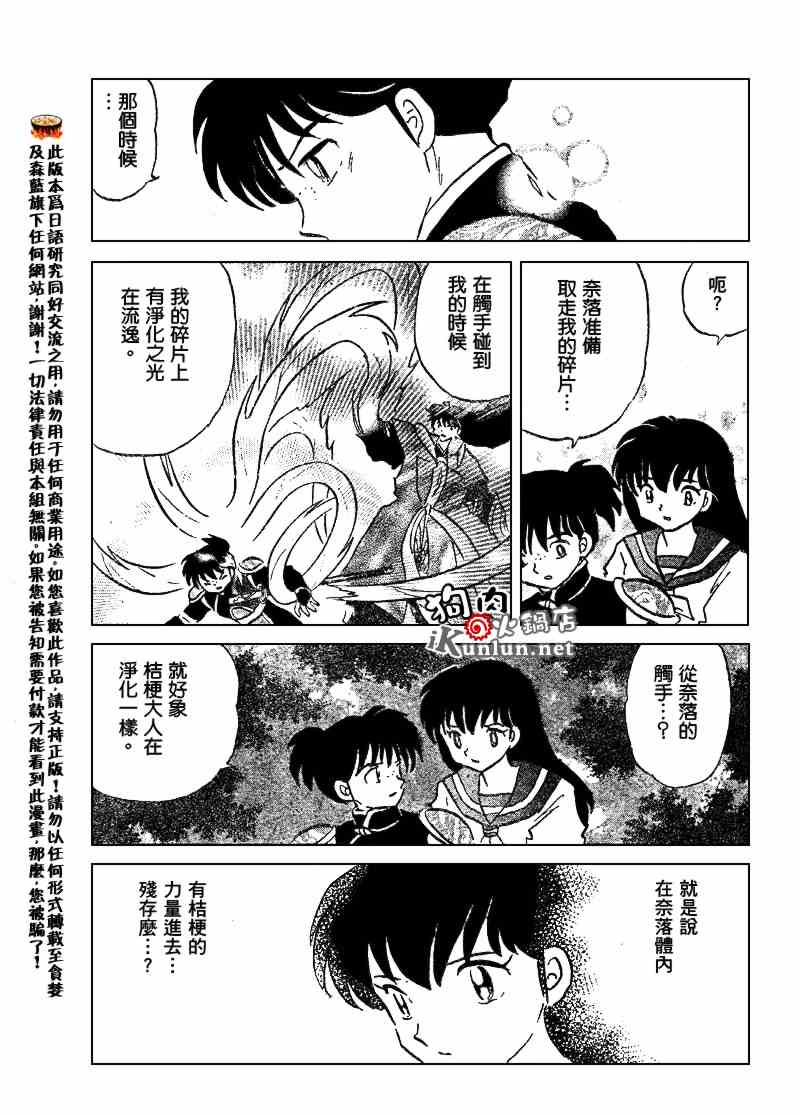 那個時候
…
呃？
奈落准備
取走我的碎片…
在觸手碰到
我的時候
我的碎片上
有淨化之光
在流逸。
從奈落的
觸手…？
就好象
桔梗大人在
淨化一樣。
就是說
在奈落體內
有桔梗的
力量進去…
殘存麼…？
狗肉
火鍋店
iKunlun.net
此版本爲日語研究同好交流之用，請勿用于任何商業用途。如您喜歡此作品，請支持正版！請勿以任何形式轉載至貪婪
及森藍旗下任何網站，謝謝！一切法律責任與本組無關。如果您被告知需要付款才能看到此漫畫，那麼，您被騙了！